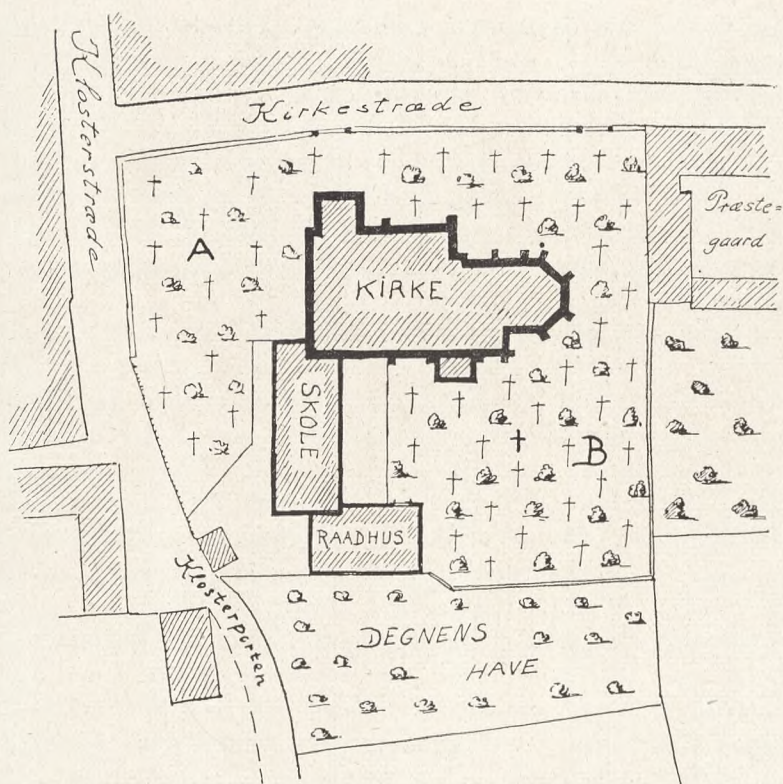 Klosterstræde
Kirkestræde
Præste=
gaard
A
KIRKE
SKOLE
B
RAADHUS
Klosterporten
DEGNENS
HAVE